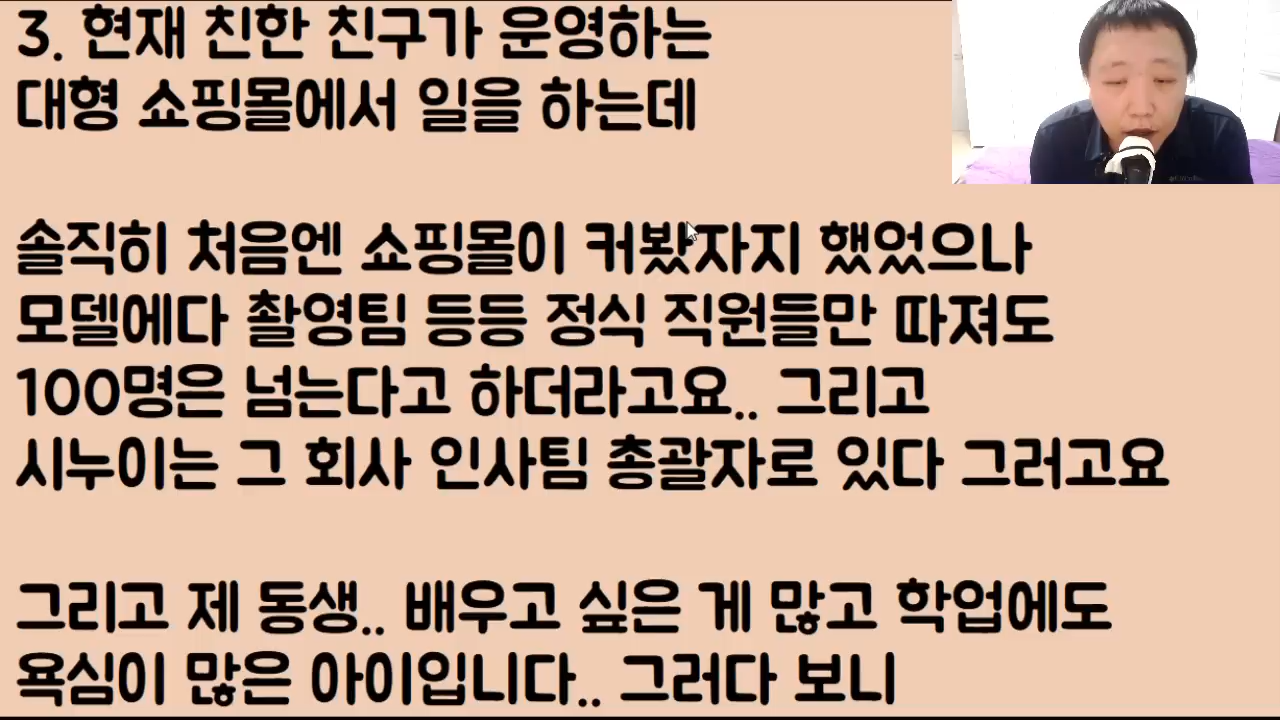 3. 현재 친한 친구가 운영하는
대형 쇼핑몰에서 일을 하는데
솔직히 처음엔 쇼핑몰이 커봤자지 했었으나
모델에다 촬영팀 등등 정식 직원들만 따져도
100명은 넘는다고 하더라고요.. 그리고
시누이는 그 회사 인사팀 총괄자로 있다 그러고요
그리고 제 동생.. 배우고 싶은 게 많고 학업에도
욕심이 많은 아이입니다.. 그러다 보니